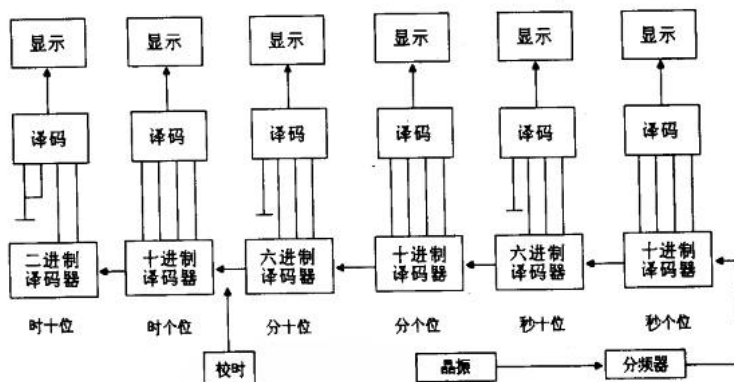 显示 显示 显示 显示 显示 显示
译码 译码 译码 译码 译码 译码
二进制 十进制 六进制 十进制 六进制 十进制
译码器 译码器 译码器 译码器 译码器 译码器
时十位 时个位 分十位 分个位 秒十位 秒个位
校时 晶振 分频器